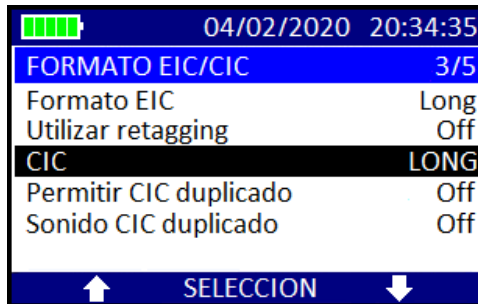 04/02/2020 20:34:35
FORMATO EIC/CIC 3/5
Formato EIC Long
Utilizar retagging Off
CIC LONG
Permitir CIC duplicado Off
Sonido CIC duplicado Off
SELECCION